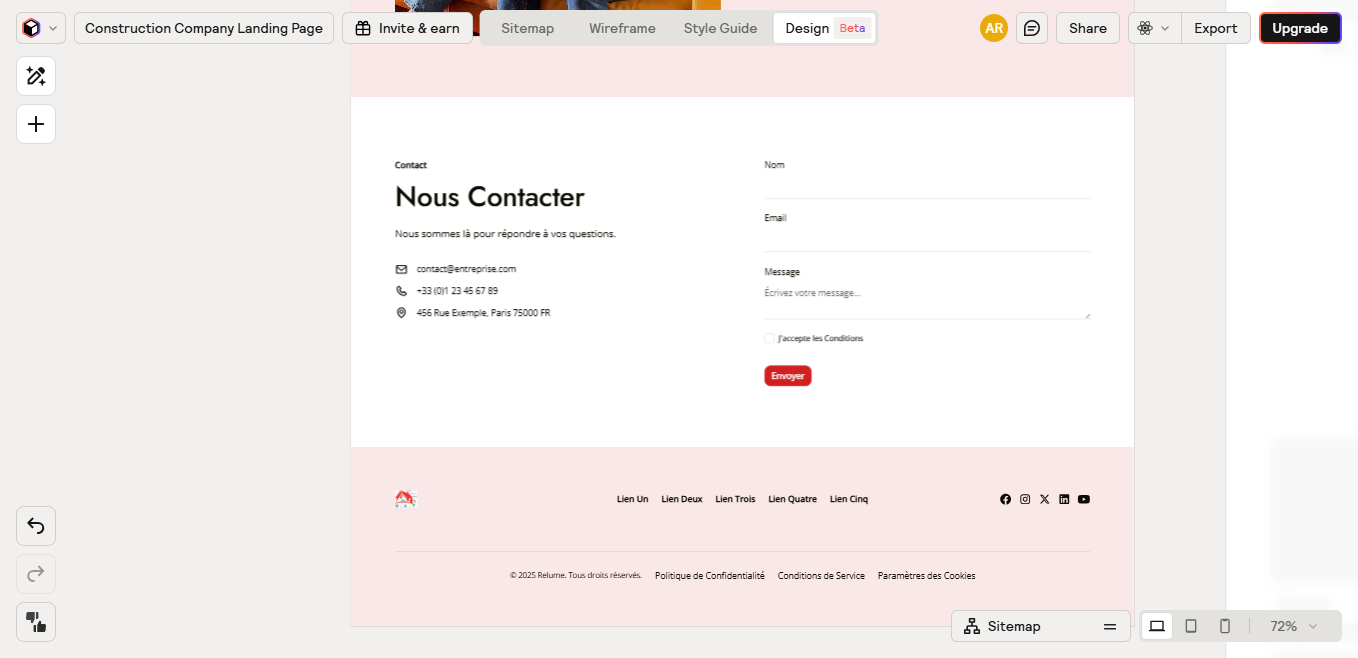 Construction Company Landing Page
Invite & earn
Sitemap
Wireframe
Style Guide
Design Beta
AR
Share
Export
Upgrade
Contact
Nous Contacter
Nous sommes là pour répondre à vos questions.
contact@entreprise.com
+33 (0)1 23 45 67 89
456 Rue Exemple, Paris 75000 FR
Nom
Email
Message
Écrivez votre message...
J'accepte les Conditions
Envoyer
Lien Un Lien Deux Lien Trois Lien Quatre Lien Cinq
© 2025 Relume. Tous droits réservés. Politique de Confidentialité Conditions de Service Paramètres des Cookies
Sitemap
72%